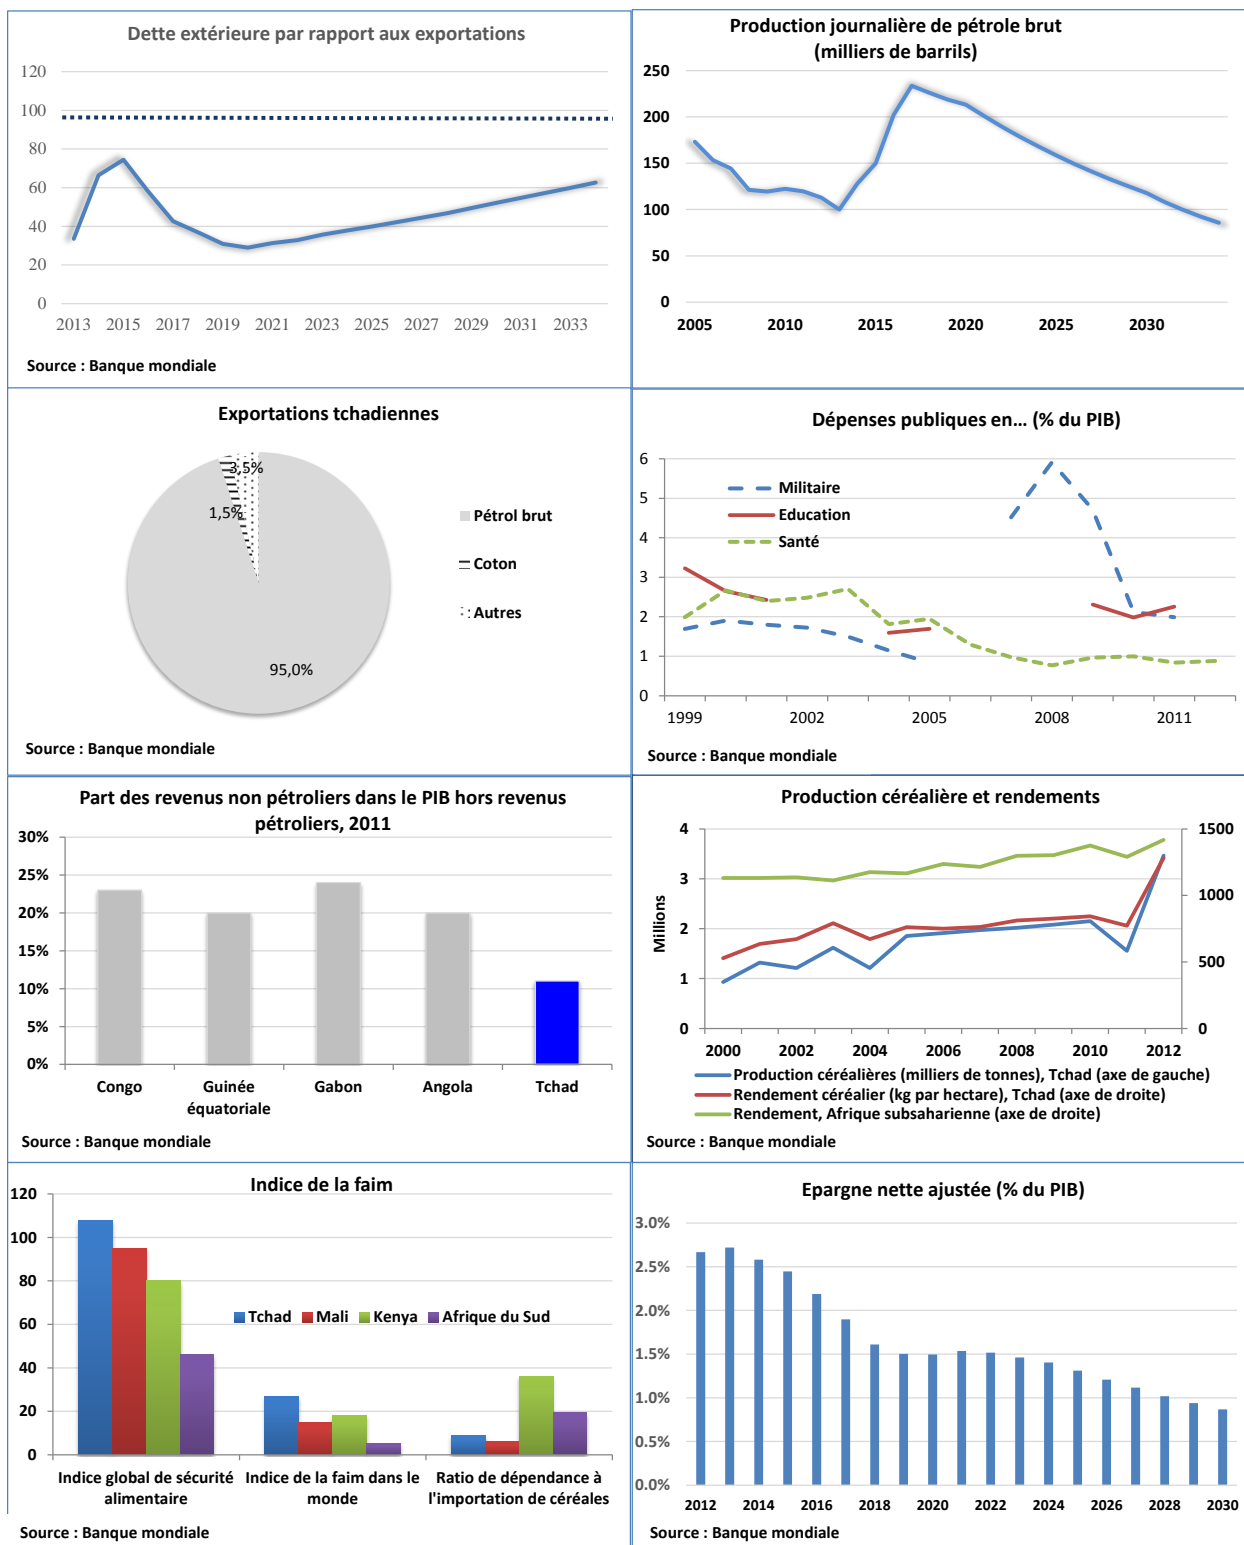 Dette extérieure par rapport aux exportations
120
100
80
60
40
20
0
2013 2015 2017 2019 2021 2023 2025 2027 2029 2031 2033
Source : Banque mondiale
Production journalière de pétrole brut
(milliers de barrils)
250
200
150
100
50
0
2005 2010 2015 2020 2025 2030
Exportations tchadiennes
3,5%
1,5%
95,0%
Pétrol brut
Coton
Autres
Source : Banque mondiale
Dépenses publiques en... (% du PIB)
6
5
4
3
2
1
0
Militaire
Education
Santé
1999 2002 2005 2008 2011
Source : Banque mondiale
Part des revenus non pétroliers dans le PIB hors revenus
pétroliers, 2011
30%
25%
20%
15%
10%
5%
0%
Congo Guinée Gabon Angola Tchad
équatoriale
Source : Banque mondiale
Production céréalière et rendements
4
3
2
1
0
Millions
1500
1000
500
0
2000 2002 2004 2006 2008 2010 2012
Production céréalières (milliers de tonnes), Tchad (axe de gauche)
Rendement céréalier (kg par hectare), Tchad (axe de droite)
Rendement, Afrique subsaharienne (axe de droite)
Source : Banque mondiale
Indice de la faim
120
100
80
60
40
20
0
Tchad Mali Kenya Afrique du Sud
Indice global de sécurité
alimentaire
Indice de la faim dans le
monde
Ratio de dépendance à
l'importation de céréales
Source : Banque mondiale
Epargne nette ajustée (% du PIB)
3.0%
2.5%
2.0%
1.5%
1.0%
0.5%
0.0%
2012 2014 2016 2018 2020 2022 2024 2026 2028 2030
Source : Banque mondiale